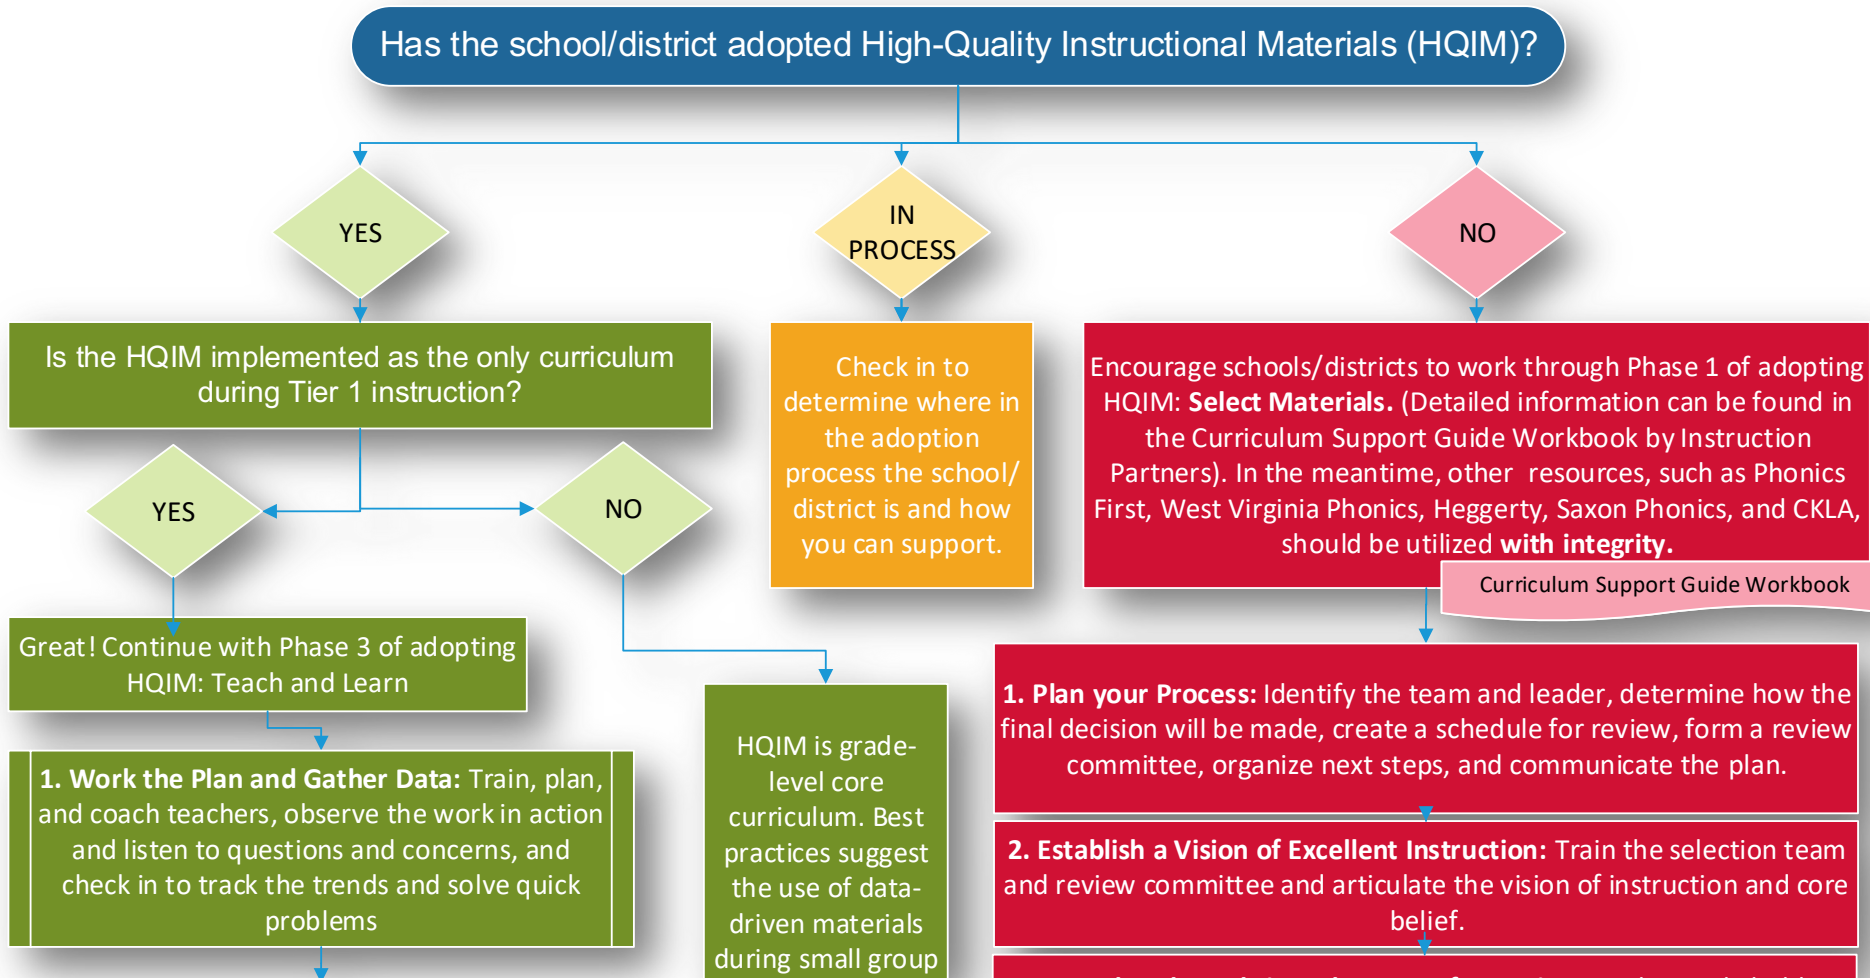 Has the school/district adopted High-Quality Instructional Materials (HQIM)?
YES
IN
PROCESS
NO
Is the HQIM implemented as the only curriculum
during Tier 1 instruction?
YES
NO
Great! Continue with Phase 3 of adopting
HQIM: Teach and Learn
1. Work the Plan and Gather Data: Train, plan,
and coach teachers, observe the work in action
and listen to questions and concerns, and
check in to track the trends and solve quick
problems
HQIM is grade-
level core
curriculum. Best
practices suggest
the use of data-
driven materials
during small group
Check in to
determine where in
the adoption
process the school/
district is and how
you can support.
Encourage schools/districts to work through Phase 1 of adopting
HQIM: Select Materials. (Detailed information can be found in
the Curriculum Support Guide Workbook by Instruction
Partners). In the meantime, other  resources, such as Phonics
First, West Virginia Phonics, Heggerty, Saxon Phonics, and CKLA,
should be utilized with integrity.
Curriculum Support Guide Workbook
1. Plan your Process: Identify the team and leader, determine how the
final decision will be made, create a schedule for review, form a review
committee, organize next steps, and communicate the plan.
2. Establish a Vision of Excellent Instruction: Train the selection team
and review committee and articulate the vision of instruction and core
belief.